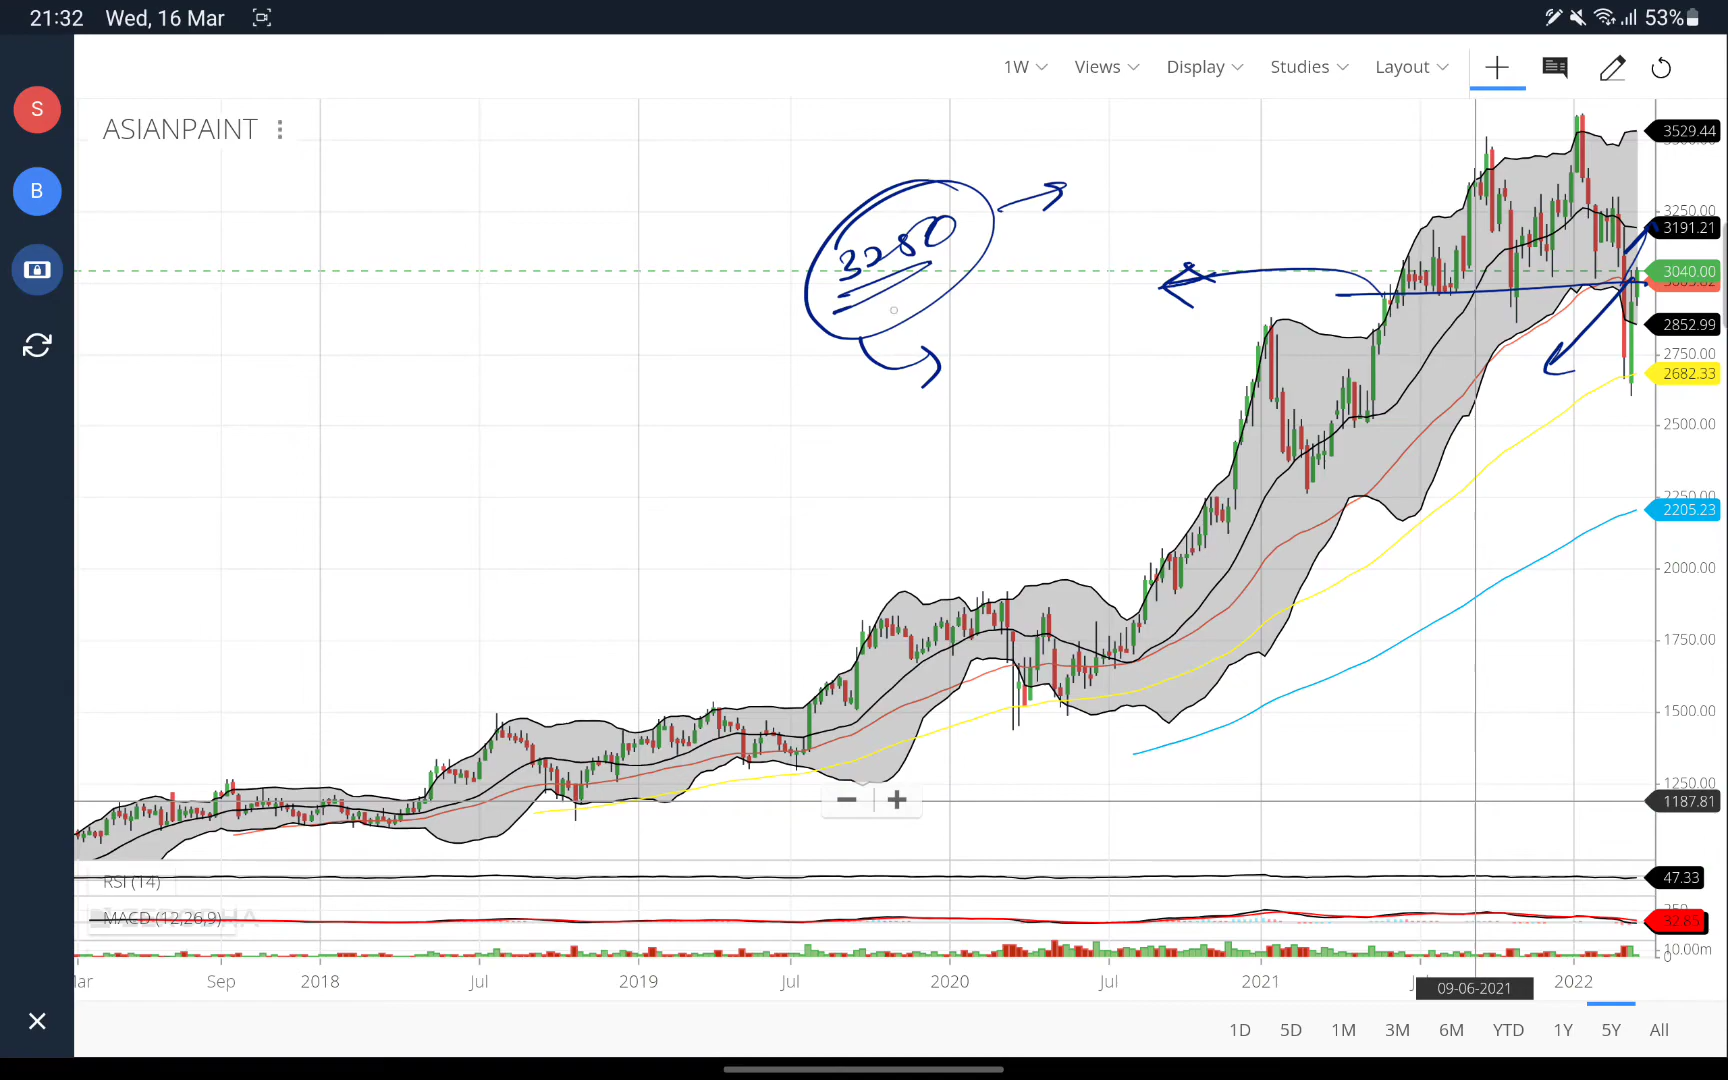 21:32 Wed, 16 Mar 53%
1W Views Display Studies Layout
S
ASIANPAINT
B
3529.44
3250.00
3191.21
3280
3040.00
2852.99
2750.00
2682.33
2500.00
2250.00
2205.23
2000.00
1750.00
1500.00
1250.00
1187.81
RSI (14)
47.33
MACD (12,26,9)
32.83
10.00m
0
Sep 2018 Jul 2019 Jul 2020 Jul 2021 09-06-2021 2022
1D 5D 1M 3M 6M YTD 1Y 5Y All